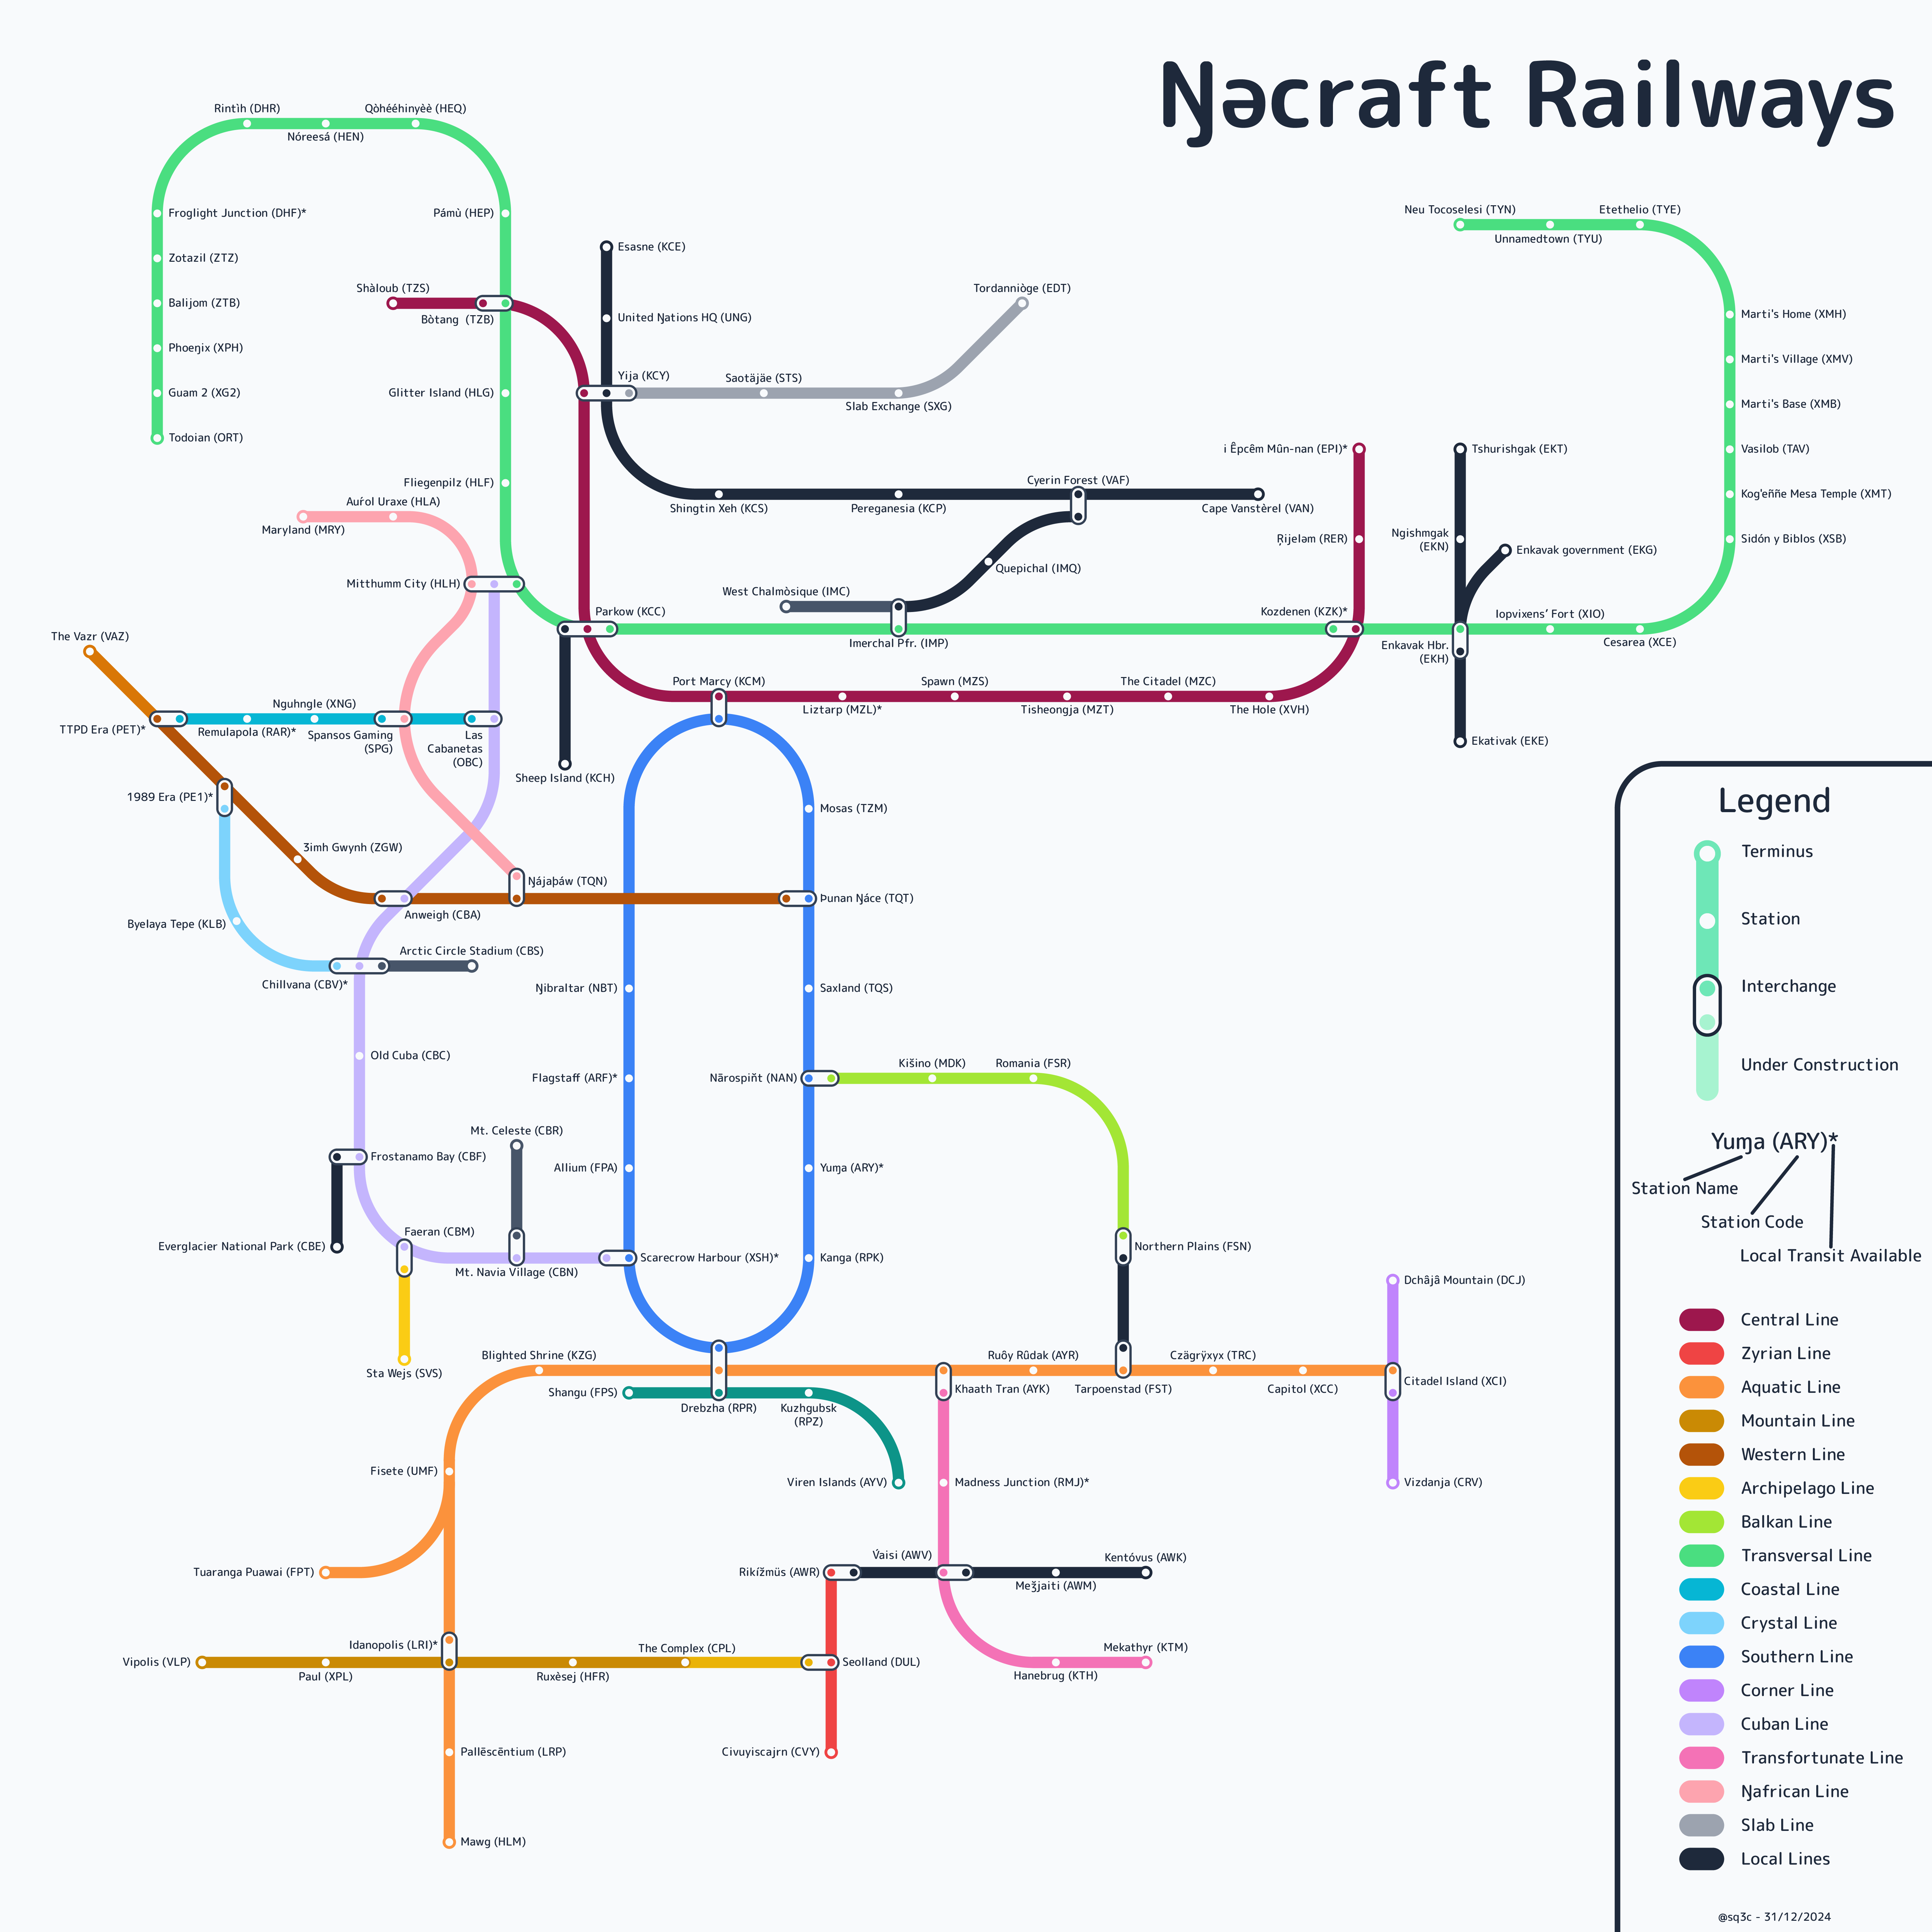 Ŋəcraft Railways
Rintìh (DHR)
Qòhééhinyèè (HEQ)
Nóreesá (HEN)
Froglight Junction (DHF)*
Pámù (HEP)
Zotazil (ZTZ)
Balijom (ZTB)
Phoeŋix (XPH)
Guam 2 (XG2)
Todoian (ORT)
Shàloub (TZS)
Bòtang (TZB)
Glitter Island (HLG)
Fliegenpilz (HLF)
Esasne (KCE)
United Ŋations HQ (UNG)
Yija (KCY)
Saotäjäe (STS)
Slab Exchange (SXG)
Tordanniòge (EDT)
Neu Tocoselesi (TYN)
Etethelio (TYE)
Unnamedtown (TYU)
Marti's Home (XMH)
Marti's Village (XMV)
Marti's Base (XMB)
Vasilob (TAV)
Kog'eññe Mesa Temple (XMT)
Sidón y Biblos (XSB)
i Êpcêm Mûn-nan (EPI)*
Tshurishgak (EKT)
Cyerin Forest (VAF)
Shingtin Xeh (KCS)
Pereganesia (KCP)
Cape Vanstèrel (VAN)
Auŕol Uraxe (HLA)
Maryland (MRY)
Ŗijeləm (RER)
Ngishmgak
(EKN)
Enkavak government (EKG)
Quepichal (IMQ)
Mitthumm City (HLH)
West Chalmòsique (IMC)
Parkow (KCC)
Kozdenen (KZK)*
Iopvixens’ Fort (XIO)
Imerchal Pfr. (IMP)
Enkavak Hbr.
(EKH)
Cesarea (XCE)
The Vazr (VAZ)
Port Marcy (KCM)
Spawn (MZS)
The Citadel (MZC)
Liztarp (MZL)*
Tisheongja (MZT)
The Hole (XVH)
Nguhngle (XNG)
TTPD Era (PET)*
Remulapola (RAR)*
Spansos Gaming
(SPG)
Las
Cabanetas
(OBC)
Ekativak (EKE)
Sheep Island (KCH)
1989 Era (PE1)*
Mosas (TZM)
3imh Gwynh (ZGW)
Ŋájaþáw (TQN)
Þunan Ŋáce (TQT)
Anweigh (CBA)
Byelaya Tepe (KLB)
Arctic Circle Stadium (CBS)
Chillvana (CBV)*
Ŋibraltar (NBT)
Saxland (TQS)
Old Cuba (CBC)
Flagstaff (ARF)*
Nārospiňt (NAN)
Kišino (MDK)
Romania (FSR)
Mt. Celeste (CBR)
Frostanamo Bay (CBF)
Allium (FPA)
Yuɱa (ARY)*
Everglacier National Park (CBE)
Faeran (CBM)
Mt. Navia Village (CBN)
Scarecrow Harbour (XSH)*
Kanga (RPK)
Northern Plains (FSN)
Dchâjâ Mountain (DCJ)
Sta Wejs (SVS)
Blighted Shrine (KZG)
Shangu (FPS)
Drebzha (RPR)
Kuzhgubsk
(RPZ)
Khaath Tran (AYK)
Ruôy Rûdak (AYR)
Tarpoenstad (FST)
Czägrÿxyx (TRC)
Capitol (XCC)
Citadel Island (XCI)
Fisete (UMF)
Viren Islands (AYV)
Madness Junction (RMJ)*
Vizdanja (CRV)
Tuaranga Puawai (FPT)
Rikížmüs (AWR)
V́aisi (AWV)
Kentóvus (AWK)
Meǯjaiti (AWM)
Idanopolis (LRI)*
Vipolis (VLP)
Paul (XPL)
Ruxèsej (HFR)
The Complex (CPL)
Seolland (DUL)
Mekathyr (KTM)
Hanebrug (KTH)
Pallēscēntium (LRP)
Civuyiscajrn (CVY)
Mawg (HLM)
Legend
Terminus
Station
Interchange
Under Construction
Yuɱa (ARY)*
Station Name
Station Code
Local Transit Available
Central Line
Zyrian Line
Aquatic Line
Mountain Line
Western Line
Archipelago Line
Balkan Line
Transversal Line
Coastal Line
Crystal Line
Southern Line
Corner Line
Cuban Line
Transfortunate Line
Ŋafrican Line
Slab Line
Local Lines
@sq3c - 31/12/2024